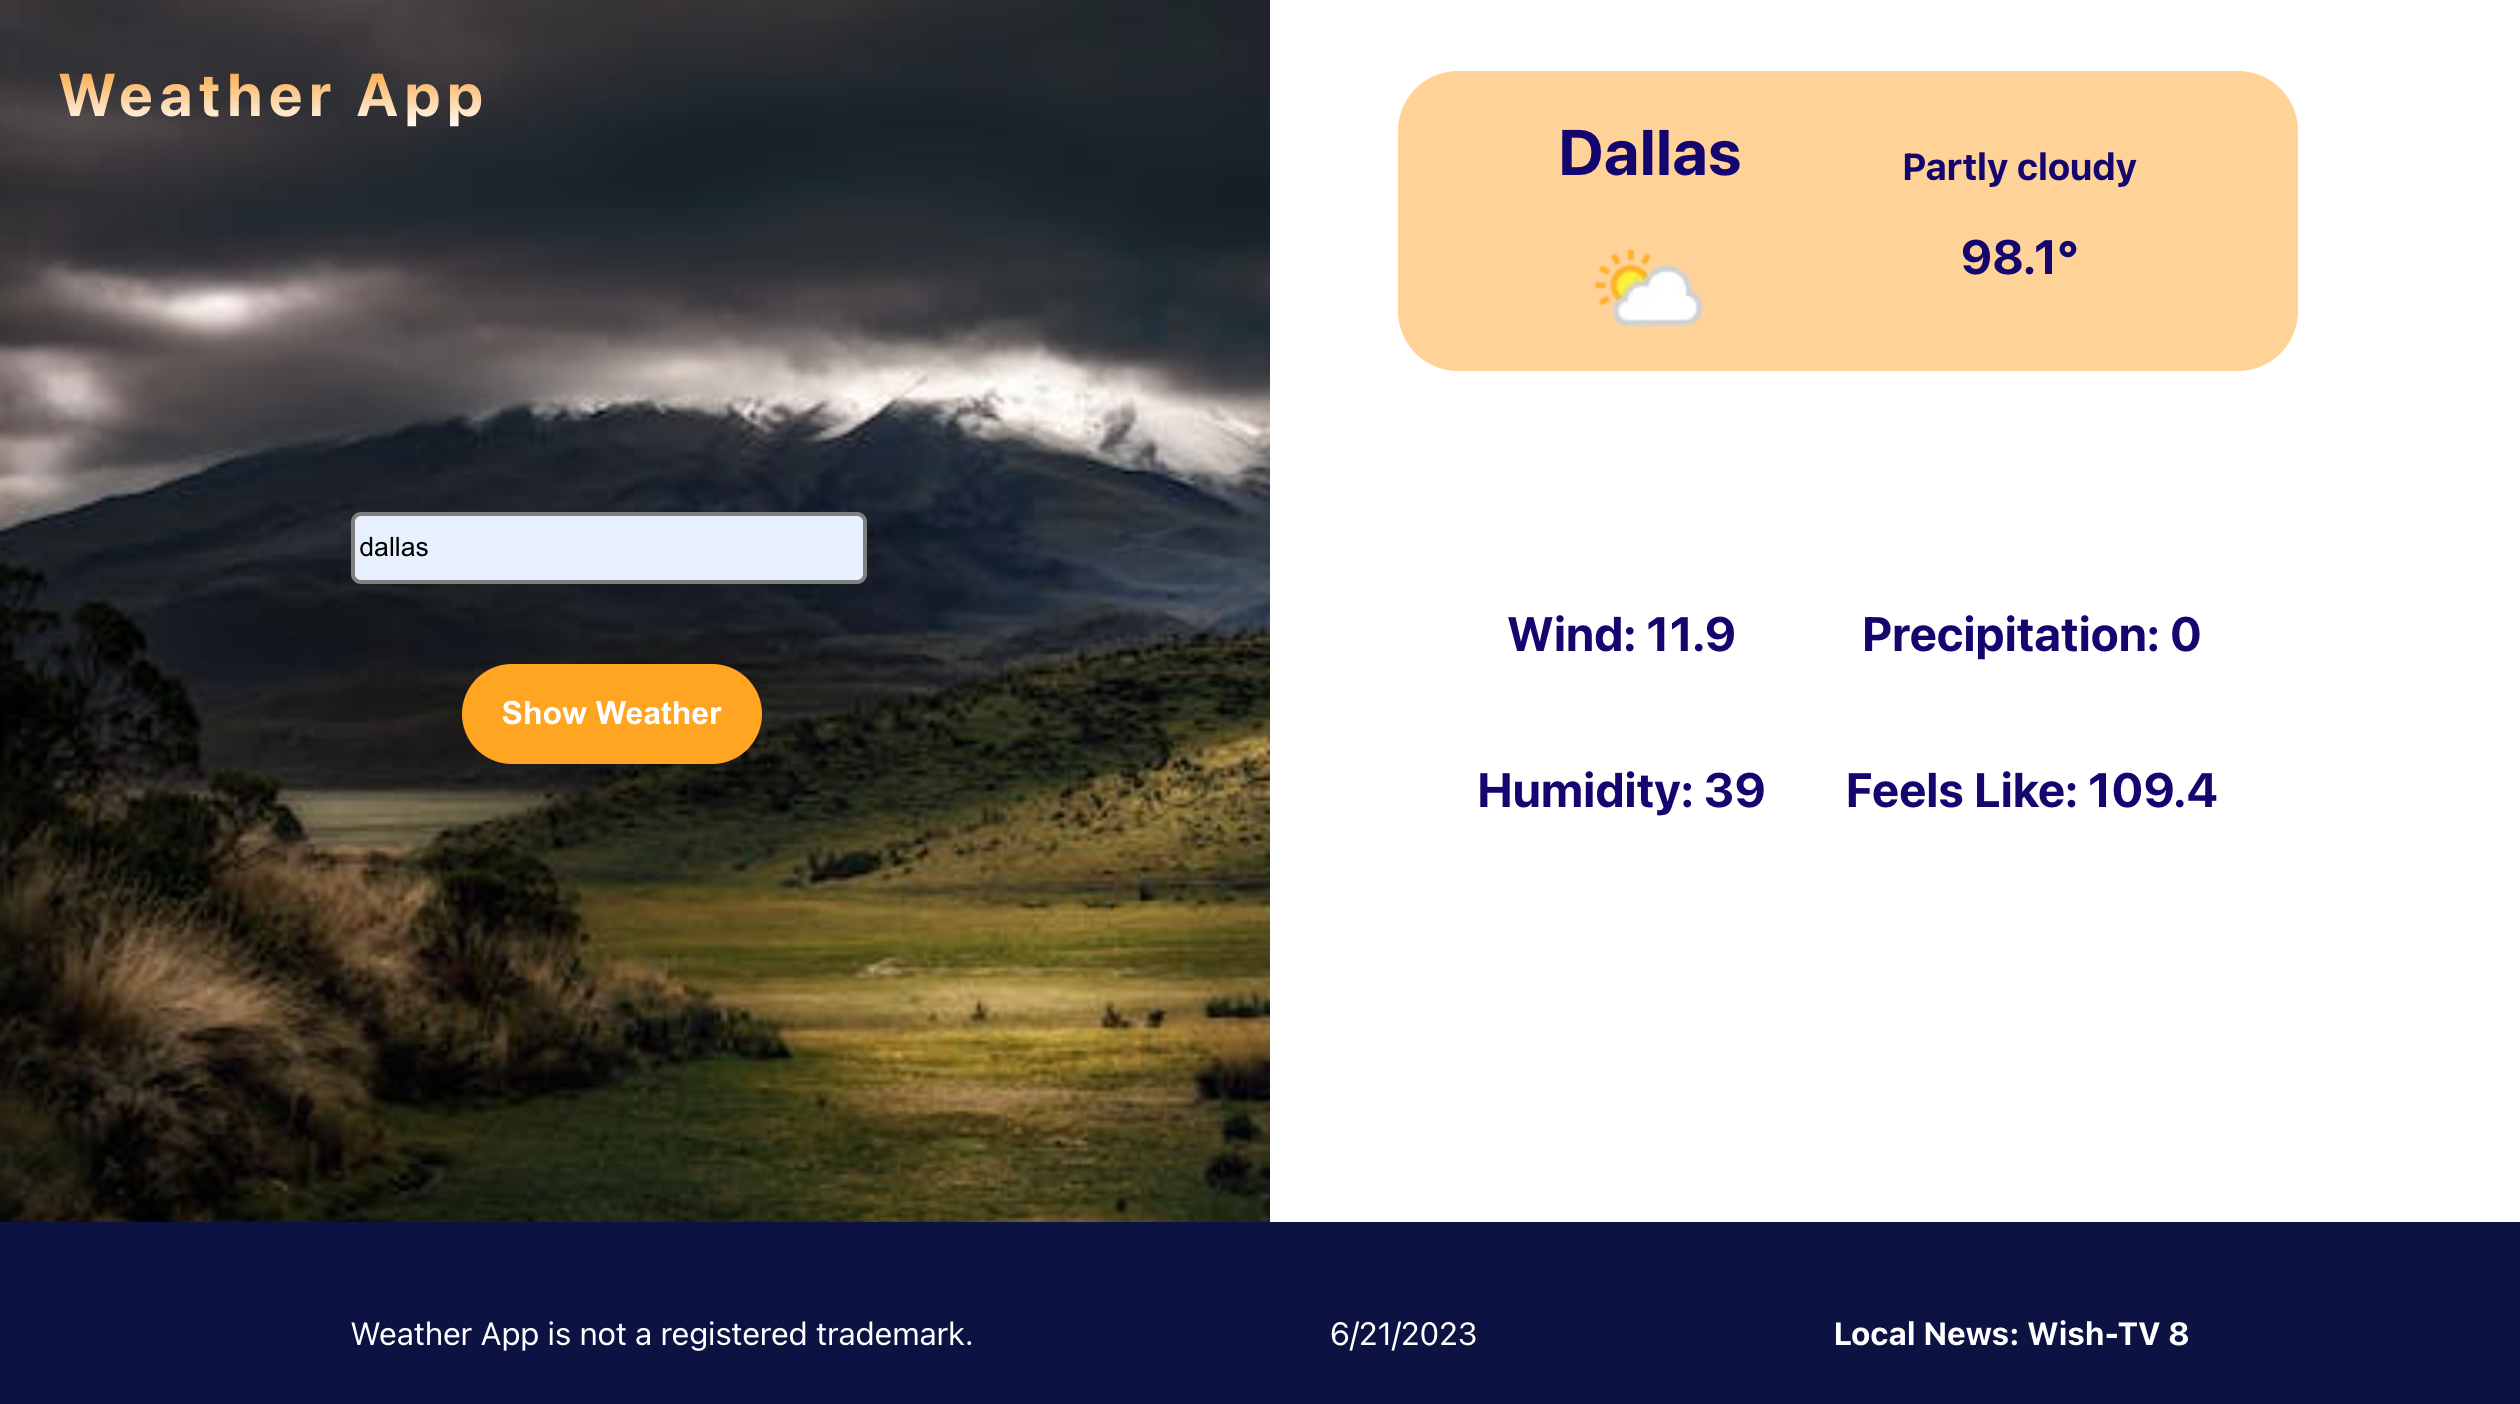 Weather App
dallas
Show Weather
Dallas
Partly cloudy
98.1°
Wind: 11.9
Precipitation: 0
Humidity: 39
Feels Like: 109.4
Weather App is not a registered trademark.
6/21/2023
Local News: Wish-TV 8